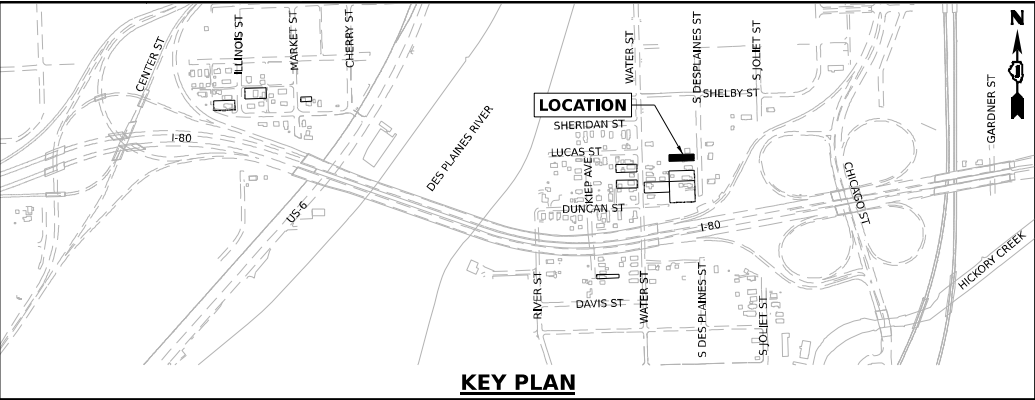 N
CENTER ST
ILLINOIS ST
MARKET ST
CHERRY ST
WATER ST
S DESPLAINES ST
S JOLIET ST
GARDNER ST
SHELBY ST
LOCATION
SHERIDAN ST
LUCAS ST
KIEP AVE
DUNCAN ST
I-80
DES PLAINES RIVER
US-6
I-80
CHICAGO ST
HICKORY CREEK
RIVER ST
DAVIS ST
WATER ST
S DES PLAINES ST
S JOLIET ST
KEY PLAN